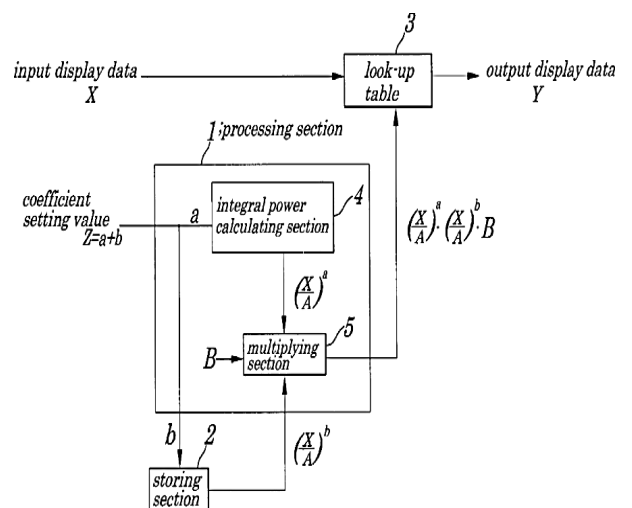 3
input display data
X
look-up
table
output display data
Y
1 ;processing section
coefficient
setting value
Z=a+b
a
integral power
calculating section
4
(X/A)^a · (X/A)^b · B
(X/A)^a
5
B
multiplying
section
b
2
(X/A)^b
storing
section